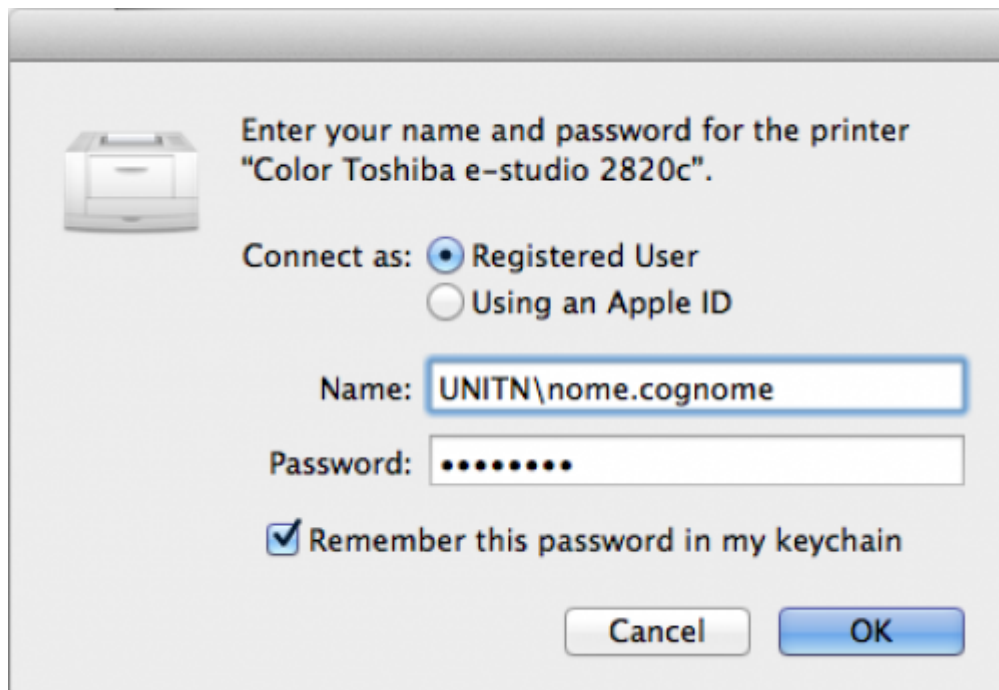 Enter your name and password for the printer
“Color Toshiba e-studio 2820c”.
Connect as: Registered User
Using an Apple ID
Name: UNITN\nome.cognome
Password: ••••••••
Remember this password in my keychain
Cancel OK